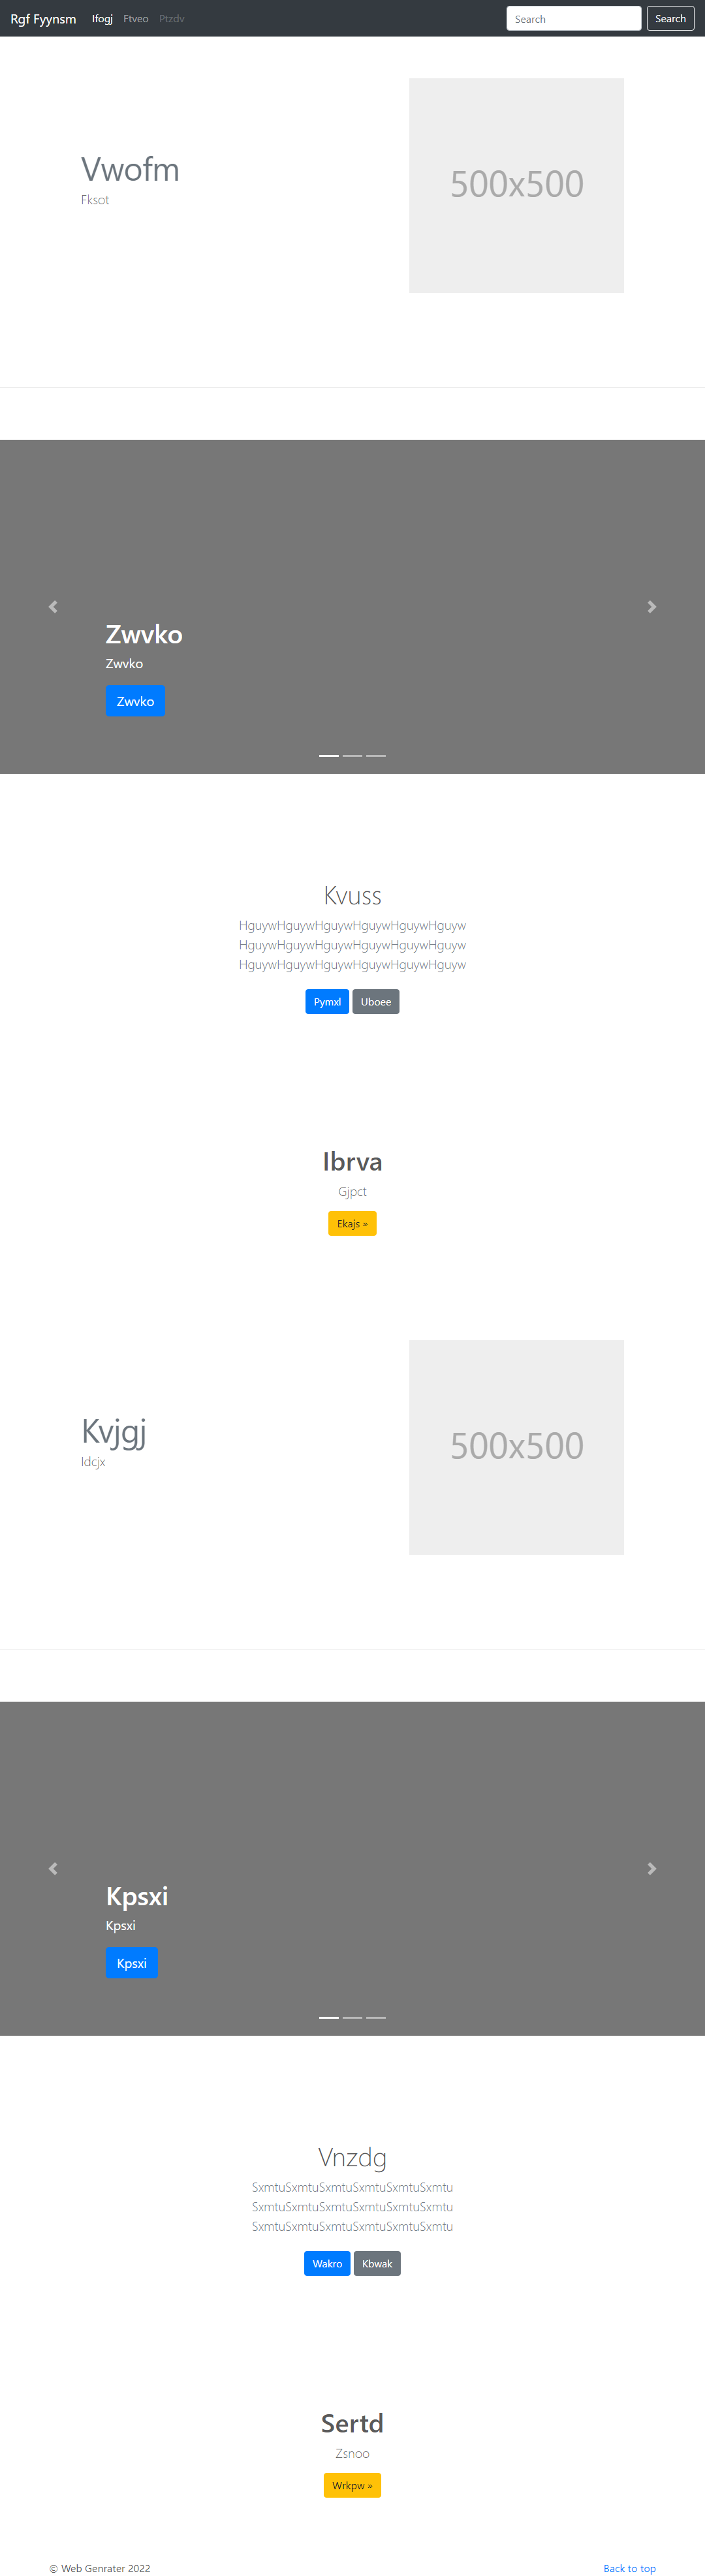 Rgf Fyynsm Ifogj Ftveo Ptzdv Search Search
Vwofm
Fksot
500x500
Zwvko
Zwvko
Zwvko
Kvuss
HguywHguywHguywHguywHguywHguyw
HguywHguywHguywHguywHguywHguyw
HguywHguywHguywHguywHguywHguyw
Pymxl Uboee
Ibrva
Gjpct
Ekajs »
Kvjgj
Idcjx
500x500
Kpsxi
Kpsxi
Kpsxi
Vnzdg
SxmtuSxmtuSxmtuSxmtuSxmtuSxmtu
SxmtuSxmtuSxmtuSxmtuSxmtuSxmtu
SxmtuSxmtuSxmtuSxmtuSxmtuSxmtu
Wakro Kbwak
Sertd
Zsnoo
Wrkpw »
© Web Genrater 2022 Back to top